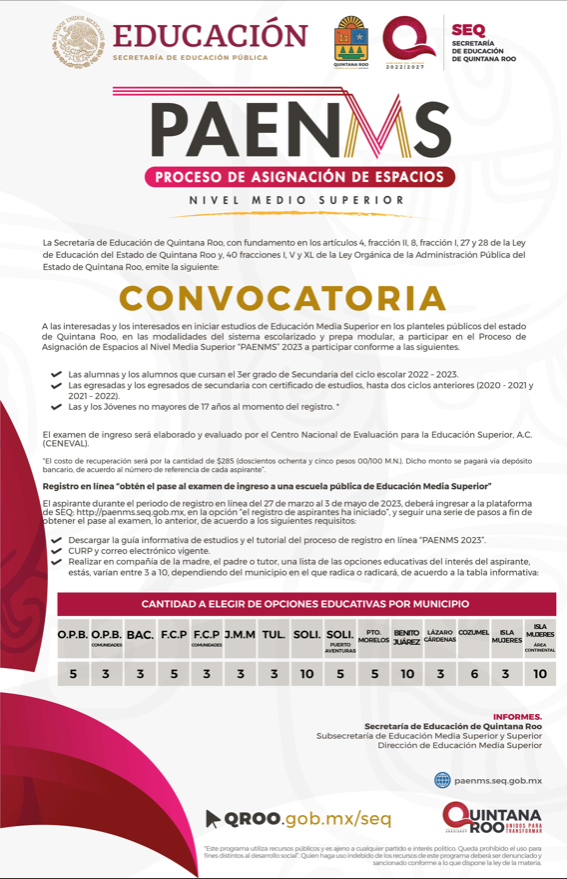 ESTADOS UNIDOS MEXICANOS
EDUCACIÓN
SECRETARÍA DE EDUCACIÓN PÚBLICA
QUINTANA ROO
2022/2027
SEQ
SECRETARÍA
DE EDUCACIÓN
DE QUINTANA ROO
PAENMS
PROCESO DE ASIGNACIÓN DE ESPACIOS
NIVEL MEDIO SUPERIOR
La Secretaría de Educación de Quintana Roo, con fundamento en los artículos 4, fracción II, 8, fracción I, 27 y 28 de la Ley
de Educación del Estado de Quintana Roo y, 40 fracciones I, V y XL de la Ley Orgánica de la Administración Pública del
Estado de Quintana Roo, emite la siguiente:
CONVOCATORIA
A las interesadas y los interesados en iniciar estudios de Educación Media Superior en los planteles públicos del estado
de Quintana Roo, en las modalidades del sistema escolarizado y prepa modular, a participar en el Proceso de
Asignación de Espacios al Nivel Media Superior "PAENMS" 2023 a participar conforme a las siguientes.
Las alumnas y los alumnos que cursan el 3er grado de Secundaria del ciclo escolar 2022 - 2023.
Las egresadas y los egresados de secundaria con certificado de estudios, hasta dos ciclos anteriores (2020 - 2021 y
2021 – 2022).
Las y los Jóvenes no mayores de 17 años al momento del registro. *
El examen de ingreso será elaborado y evaluado por el Centro Nacional de Evaluación para la Educación Superior, A.C.
(CENEVAL).
"El costo de recuperación será por la cantidad de $285 (doscientos ochenta y cinco pesos 00/100 M.N.). Dicho monto se pagará vía depósito
bancario, de acuerdo al número de referencia de cada aspirante".
Registro en línea "obtén el pase al examen de ingreso a una escuela pública de Educación Media Superior"
El aspirante durante el periodo de registro en línea del 27 de marzo al 3 de mayo de 2023, deberá ingresar a la plataforma
de SEQ: http://paenms.seq.gob.mx, en la opción "el registro de aspirantes ha iniciado", y seguir una serie de pasos a fin de
obtener el pase al examen, lo anterior, de acuerdo a los siguientes requisitos:
Descargar la guía informativa de estudios y el tutorial del proceso de registro en línea "PAENMS 2023".
CURP y correo electrónico vigente.
Realizar en compañía de la madre, el padre o tutor, una lista de las opciones educativas del interés del aspirante,
estás, varían entre 3 a 10, dependiendo del municipio en el que radica o radicará, de acuerdo a la tabla informativa:
CANTIDAD A ELEGIR DE OPCIONES EDUCATIVAS POR MUNICIPIO
O.P.B. O.P.B. COMUNIDADES BAC. F.C.P F.C.P COMUNIDADES J.M.M TUL. SOLI. SOLI. PUERTO AVENTURAS PTO. MORELOS BENITO JUÁREZ LÁZARO CÁRDENAS COZUMEL ISLA MUJERES ISLA MUJERES ÁREA CONTINENTAL
5 3 3 5 3 3 3 10 5 5 10 3 6 3 10
INFORMES.
Secretaría de Educación de Quintana Roo
Subsecretaría de Educación Media Superior y Superior
Dirección de Educación Media Superior
paenms.seq.gob.mx
QROO.gob.mx/seq
QUINTANA
ROO UNIDOS PARA
TRANSFORMAR
"Este programa utiliza recursos públicos y es ajeno a cualquier partido e interés político. Queda prohibido el uso para
fines distintos al desarrollo social". Quien haga uso indebido de los recursos de este programa deberá ser denunciado y
sancionado conforme a lo que dispone la ley de la materia.